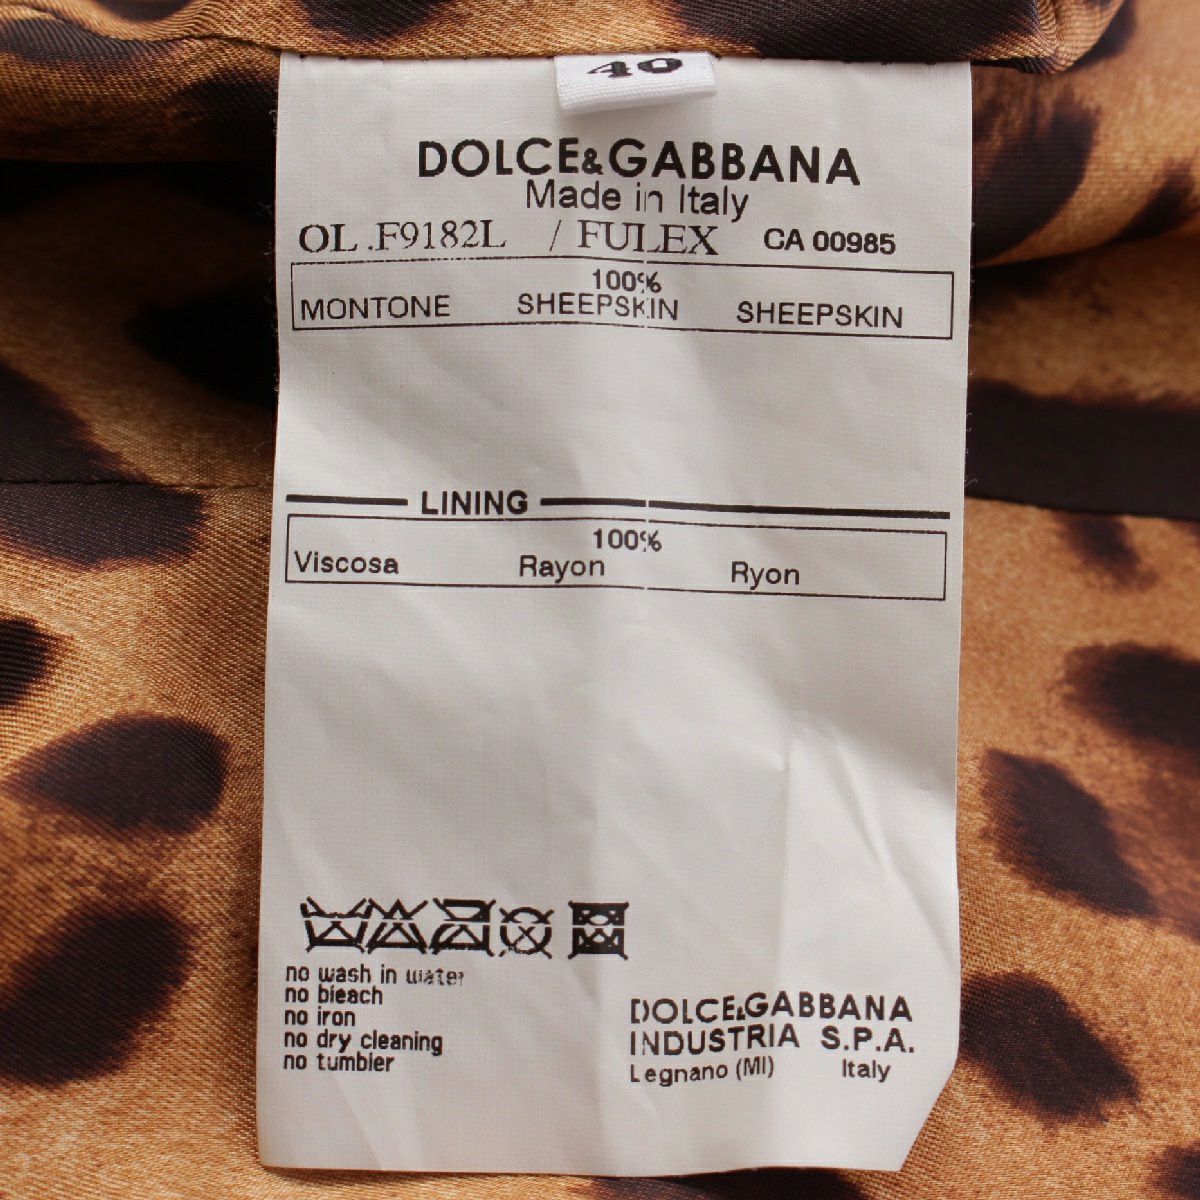 40
DOLCE&GABBANA
Made in Italy
OL .F9182L / FULEX CA 00985
100%
MONTONE SHEEPSKIN SHEEPSKIN
LINING
100%
Viscosa Rayon Ryon
no wash in water
no bleach
no iron
no dry cleaning
no tumbler
DOLCE&GABBANA
INDUSTRIA S.P.A.
Legnano (MI) Italy